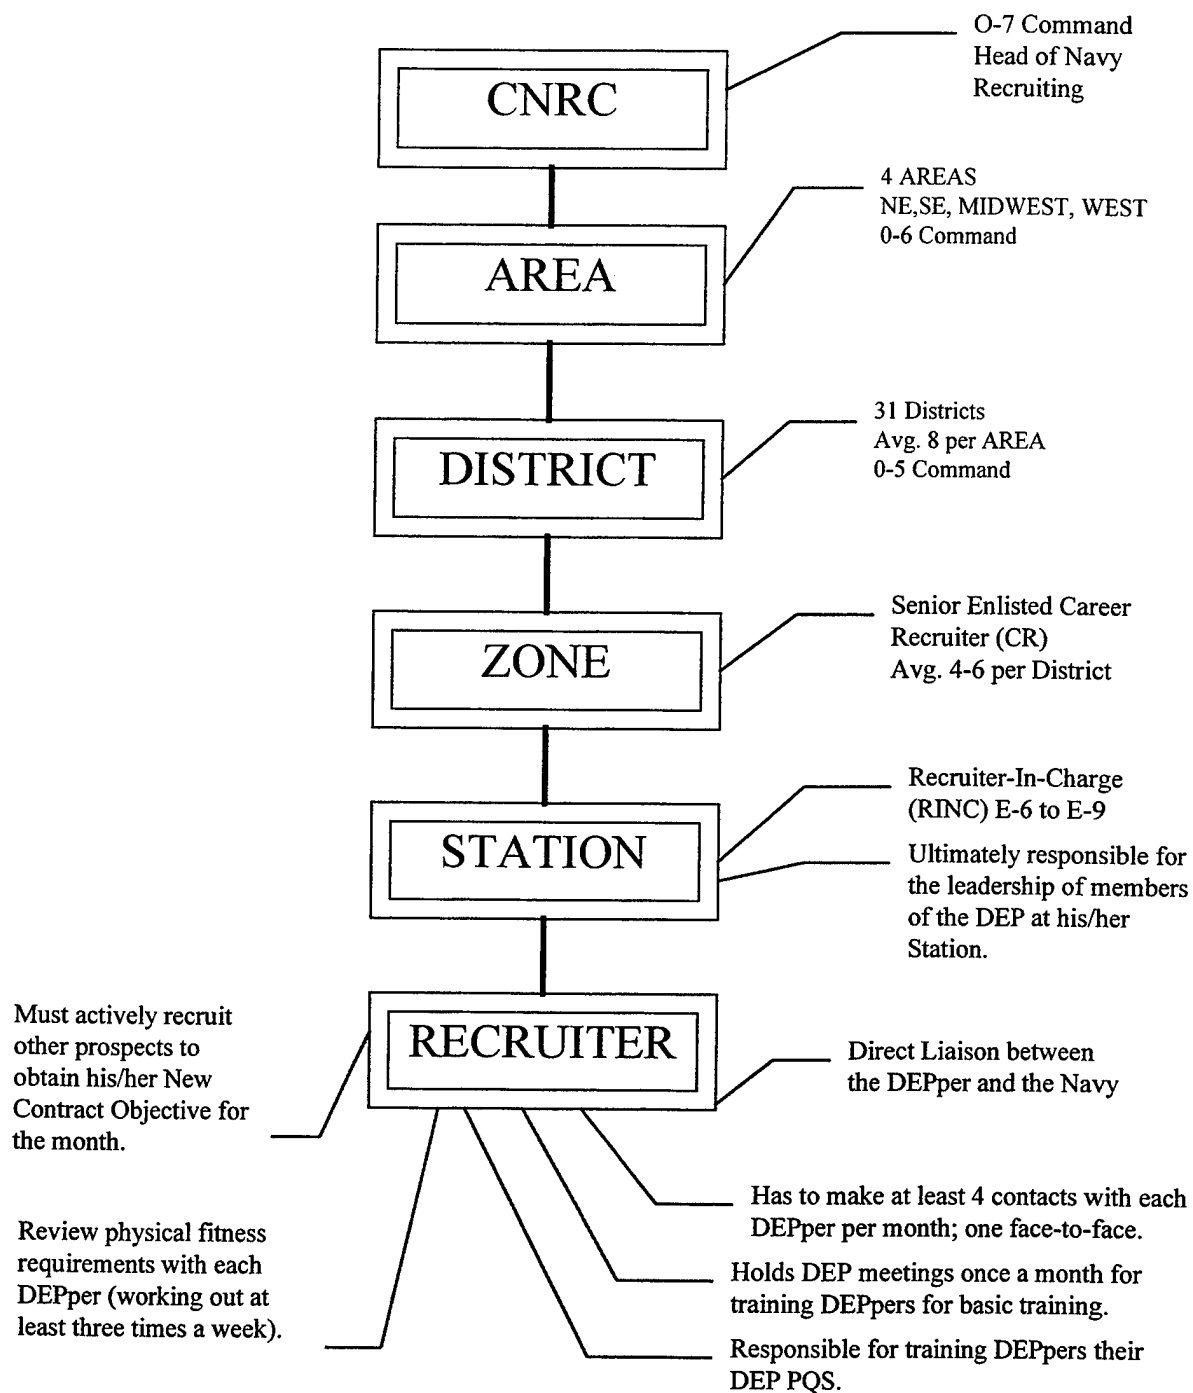 O-7 Command
Head of Navy
Recruiting
CNRC
4 AREAS
NE,SE, MIDWEST, WEST
0-6 Command
AREA
31 Districts
Avg. 8 per AREA
0-5 Command
DISTRICT
Senior Enlisted Career
Recruiter (CR)
Avg. 4-6 per District
ZONE
Recruiter-In-Charge
(RINC) E-6 to E-9
STATION
Ultimately responsible for
the leadership of members
of the DEP at his/her
Station.
Must actively recruit
other prospects to
obtain his/her New
Contract Objective for
the month.
RECRUITER
Direct Liaison between
the DEPper and the Navy
Has to make at least 4 contacts with each
DEPper per month; one face-to-face.
Review physical fitness
requirements with each
DEPper (working out at
least three times a week).
Holds DEP meetings once a month for
training DEPpers for basic training.
Responsible for training DEPpers their
DEP PQS.